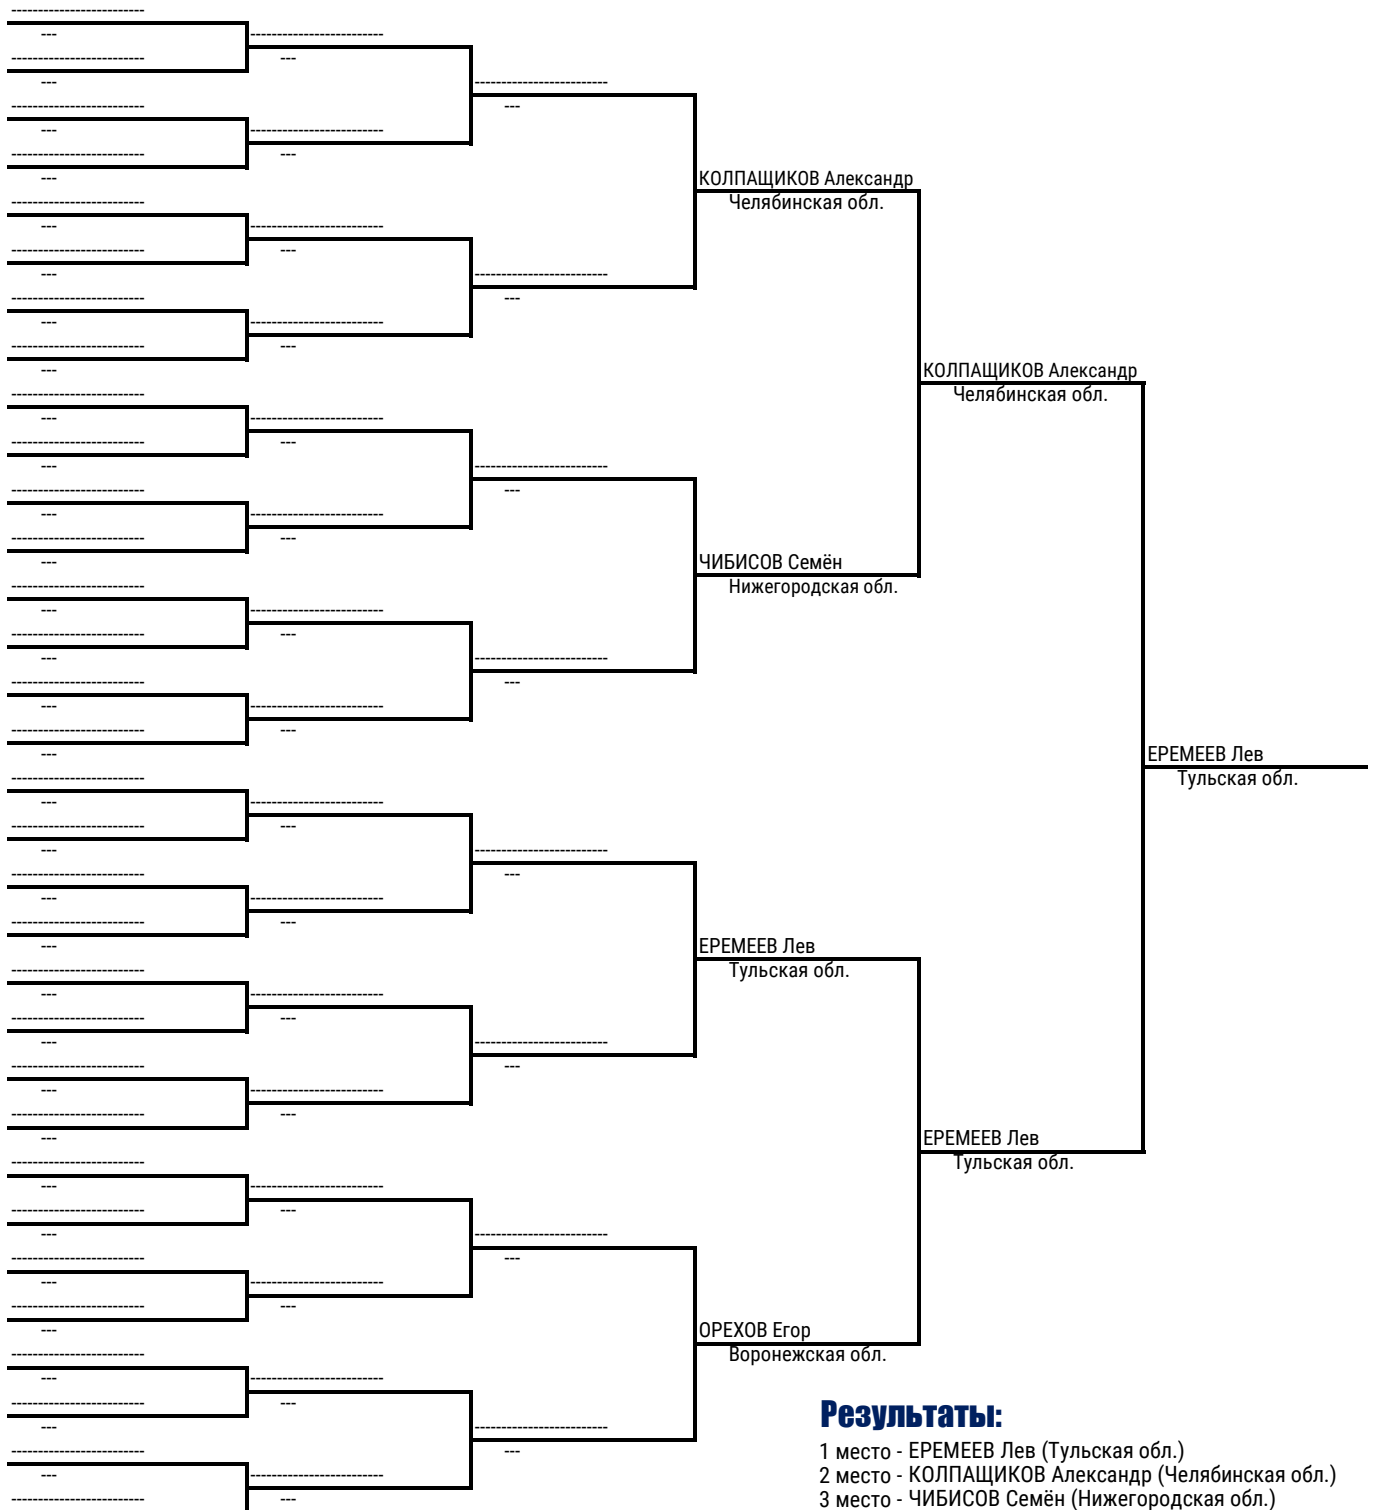 КОЛПАЩИКОВ Александр
Челябинская обл.
КОЛПАЩИКОВ Александр
Челябинская обл.
ЧИБИСОВ Семён
Нижегородская обл.
ЕРЕМЕЕВ Лев
Тульская обл.
ЕРЕМЕЕВ Лев
Тульская обл.
ЕРЕМЕЕВ Лев
Тульская обл.
ОРЕХОВ Егор
Воронежская обл.
Результаты:
1 место - ЕРЕМЕЕВ Лев (Тульская обл.)
2 место - КОЛПАЩИКОВ Александр (Челябинская обл.)
3 место - ЧИБИСОВ Семён (Нижегородская обл.)